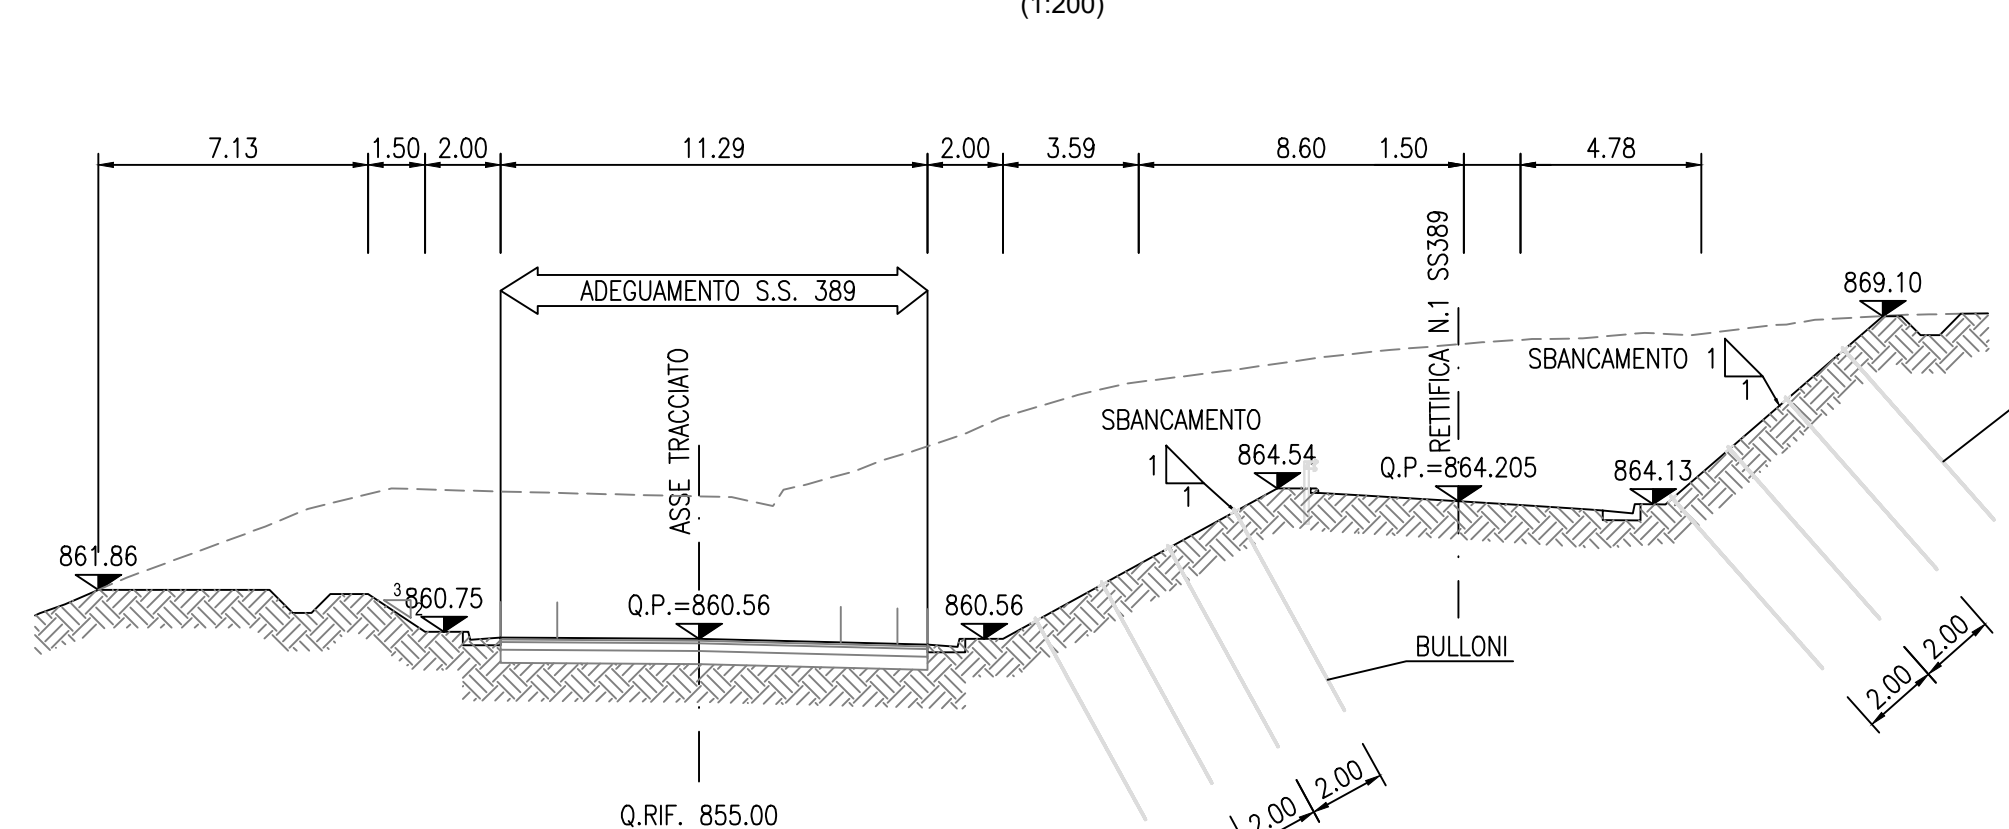 (1:200)
7.13
1.50
2.00
11.29
2.00
3.59
8.60
1.50
4.78
ADEGUAMENTO S.S. 389
ASSE TRACCIATO
RETTIFICA N.1 SS389
869.10
SBANCAMENTO
1
1
SBANCAMENTO
1
1
864.54
Q.P.=864.205
864.13
861.86
3
2
860.75
Q.P.=860.56
860.56
BULLONI
2.00
2.00
2.00
2.00
Q.RIF. 855.00